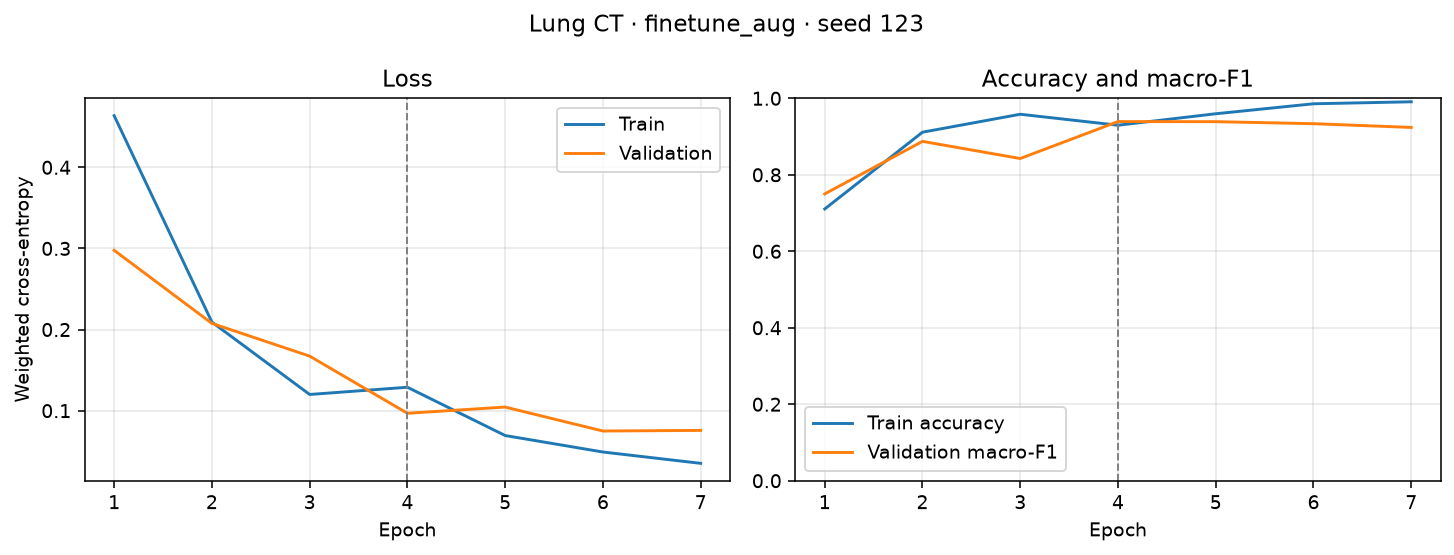 Lung CT · finetune_aug · seed 123
Loss
Weighted cross-entropy
0.4
0.3
0.2
0.1
Train
Validation
1 2 3 4 5 6 7
Epoch
Accuracy and macro-F1
1.0
0.8
0.6
0.4
0.2
0.0
Train accuracy
Validation macro-F1
1 2 3 4 5 6 7
Epoch